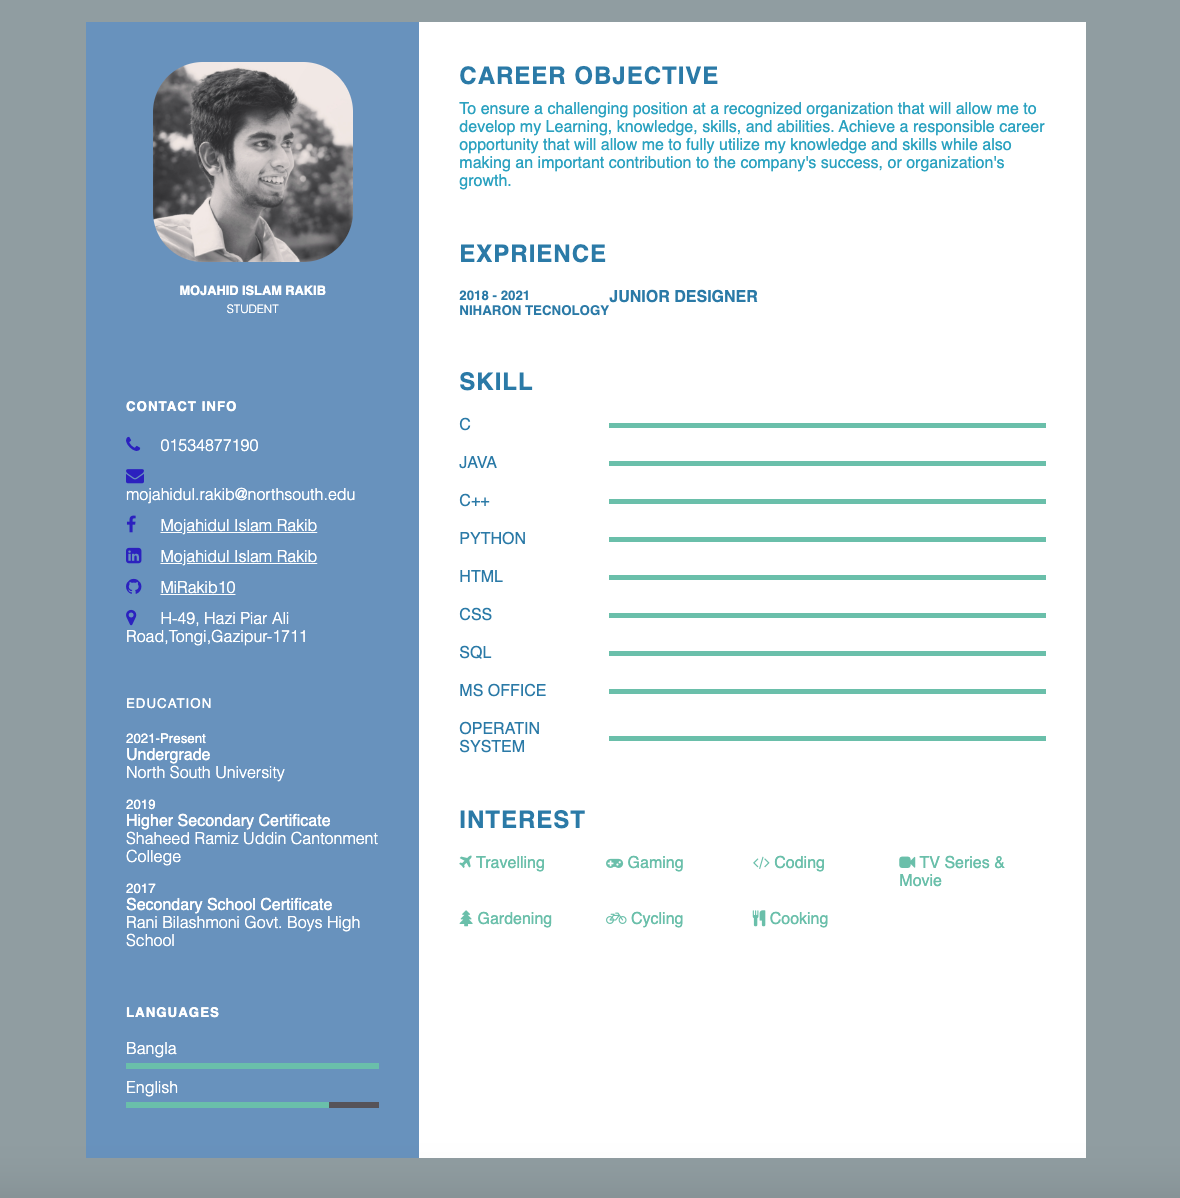 MOJAHID ISLAM RAKIB
STUDENT
CONTACT INFO
01534877190
mojahidul.rakib@northsouth.edu
Mojahidul Islam Rakib
Mojahidul Islam Rakib
MiRakib10
H-49, Hazi Piar Ali
Road,Tongi,Gazipur-1711
EDUCATION
2021-Present
Undergrade
North South University
2019
Higher Secondary Certificate
Shaheed Ramiz Uddin Cantonment
College
2017
Secondary School Certificate
Rani Bilashmoni Govt. Boys High
School
LANGUAGES
Bangla
English
CAREER OBJECTIVE
To ensure a challenging position at a recognized organization that will allow me to
develop my Learning, knowledge, skills, and abilities. Achieve a responsible career
opportunity that will allow me to fully utilize my knowledge and skills while also
making an important contribution to the company's success, or organization's
growth.
EXPRIENCE
2018 - 2021
NIHARON TECNOLOGY
JUNIOR DESIGNER
SKILL
C
JAVA
C++
PYTHON
HTML
CSS
SQL
MS OFFICE
OPERATIN
SYSTEM
INTEREST
Travelling
Gaming
Coding
TV Series &
Movie
Gardening
Cycling
Cooking